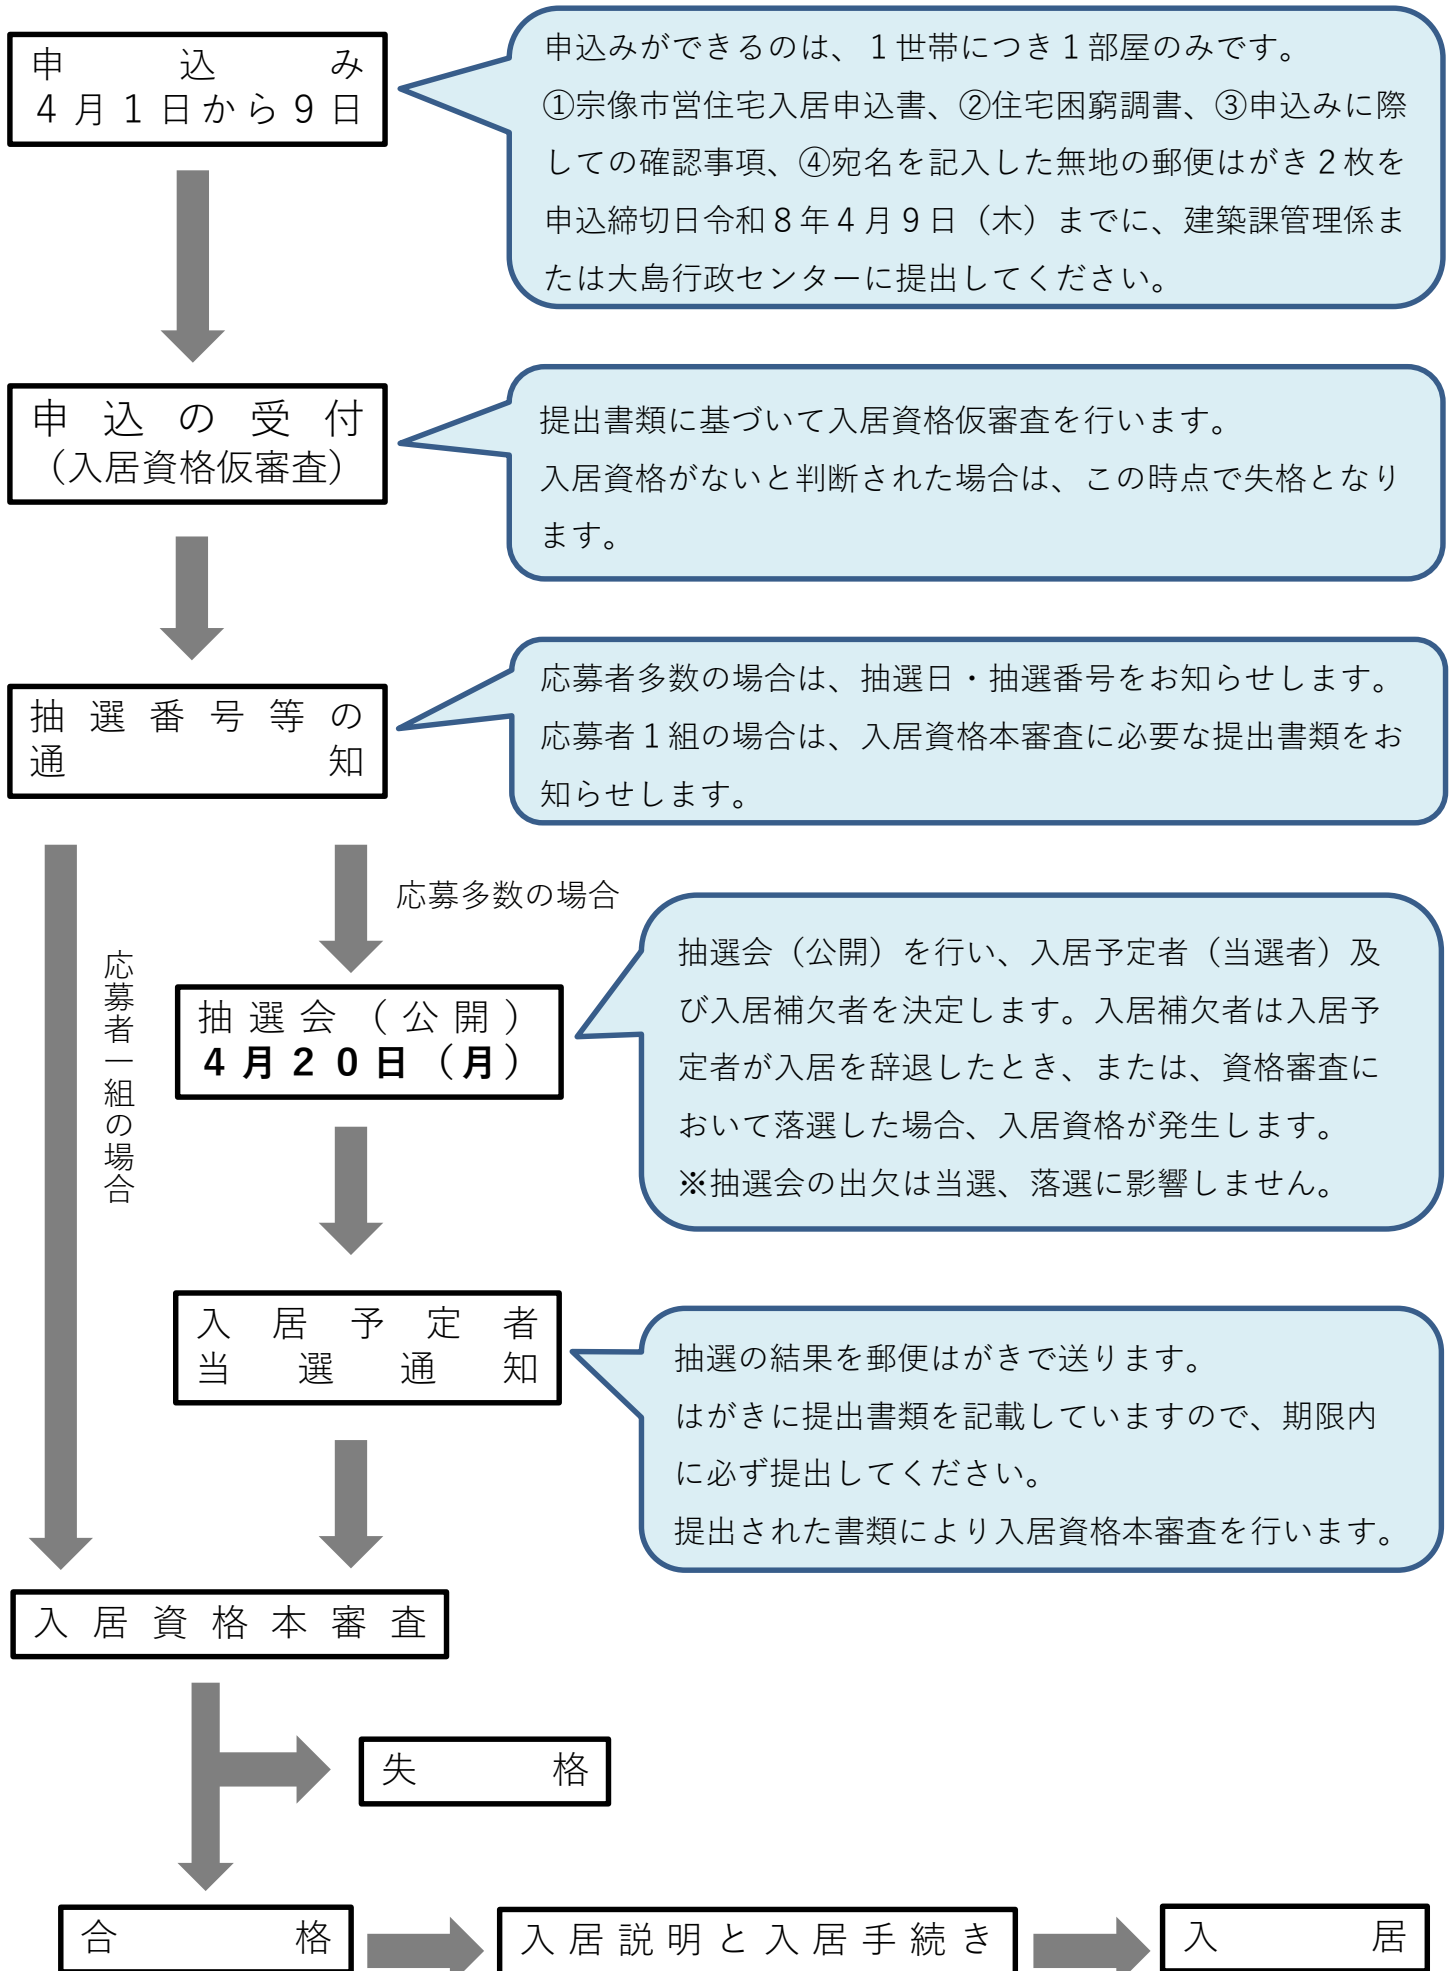 申込み
４月１日から９日
申込みができるのは、１世帯につき１部屋のみです。
①宗像市営住宅入居申込書、②住宅困窮調書、③申込みに際
しての確認事項、④宛名を記入した無地の郵便はがき２枚を
申込締切日令和８年４月９日（木）までに、建築課管理係ま
たは大島行政センターに提出してください。
申込の受付
（入居資格仮審査）
提出書類に基づいて入居資格仮審査を行います。
入居資格がないと判断された場合は、この時点で失格となり
ます。
抽選番号等の
通知
応募者多数の場合は、抽選日・抽選番号をお知らせします。
応募者１組の場合は、入居資格本審査に必要な提出書類をお
知らせします。
応募者一組の場合
応募多数の場合
抽選会（公開）
４月２０日（月）
抽選会（公開）を行い、入居予定者（当選者）及
び入居補欠者を決定します。入居補欠者は入居予
定者が入居を辞退したとき、または、資格審査に
おいて落選した場合、入居資格が発生します。
※抽選会の出欠は当選、落選に影響しません。
入居予定者
当選通知
抽選の結果を郵便はがきで送ります。
はがきに提出書類を記載していますので、期限内
に必ず提出してください。
提出された書類により入居資格本審査を行います。
入居資格本審査
失格
合格
入居説明と入居手続き
入居